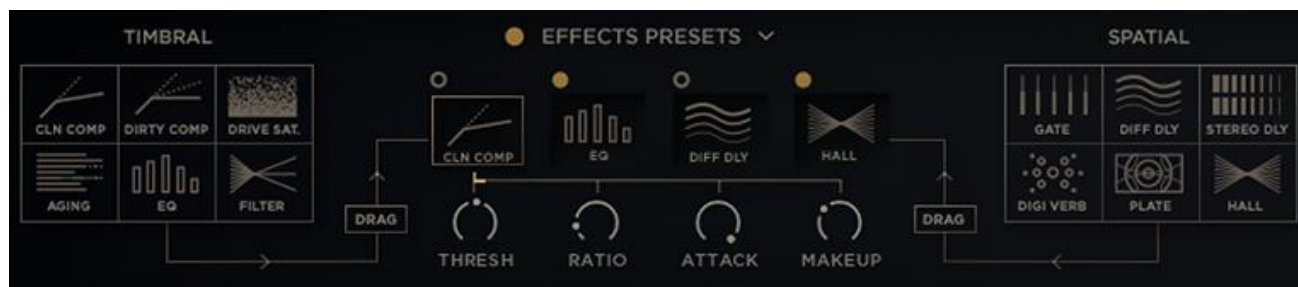 TIMBRAL
EFFECTS PRESETS
SPATIAL
CLN COMP DIRTY COMP DRIVE SAT.
AGING EQ FILTER
DRAG
CLN COMP EQ DIFF DLY HALL
THRESH RATIO ATTACK MAKEUP
DRAG
GATE DIFF DLY STEREO DLY
DIGI VERB PLATE HALL